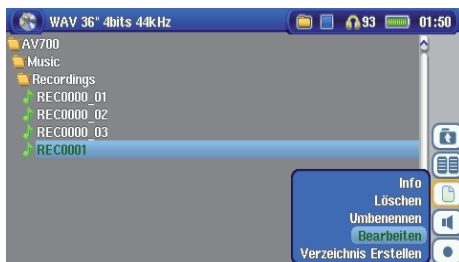 WAV 36" 4bits 44kHz 93 01:50
AV700
Music
Recordings
REC0000_01
REC0000_02
REC0000_03
REC0001
Info
Löschen
Umbenennen
Bearbeiten
Verzeichnis Erstellen